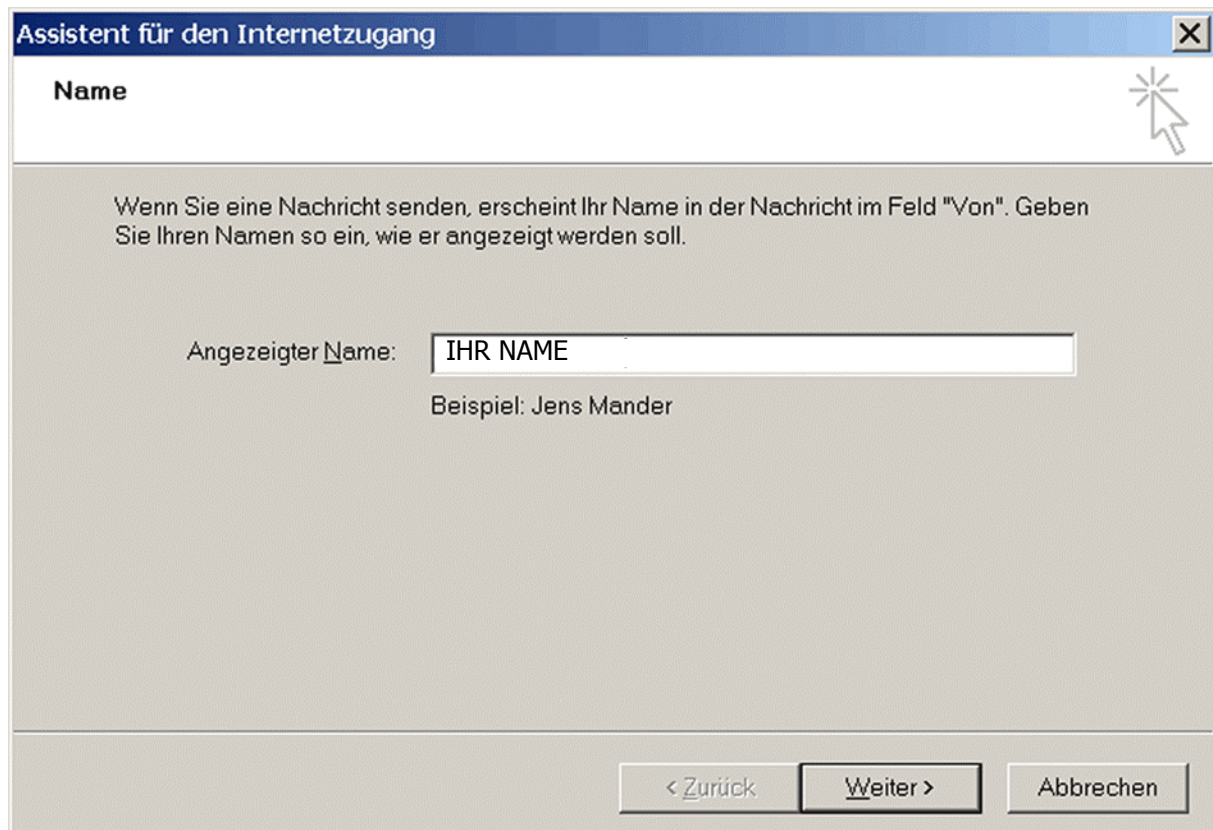 Assistent für den Internetzugang
Name
Wenn Sie eine Nachricht senden, erscheint Ihr Name in der Nachricht im Feld "Von". Geben
Sie Ihren Namen so ein, wie er angezeigt werden soll.
Angezeigter Name: IHR NAME
Beispiel: Jens Mander
< Zurück Weiter > Abbrechen